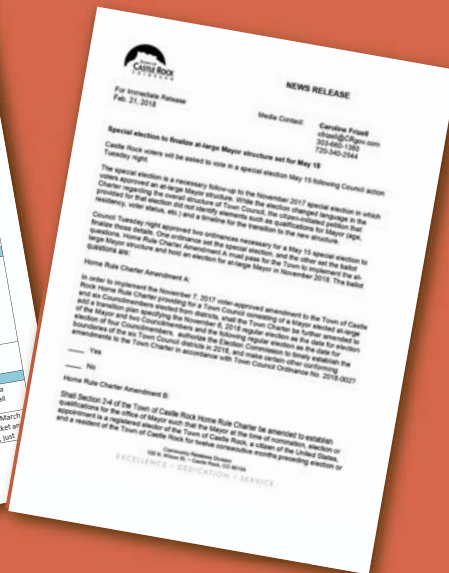 TOWN OF
CASTLE ROCK
COLORADO
NEWS RELEASE
For Immediate Release
Feb. 21, 2018
Media Contact:
Caroline Frizell
cfrizell@CRgov.com
303-660-1380
720-340-2544
Special election to finalize at-large Mayor structure set for May 15
Castle Rock voters will be asked to vote in a special election May 15 following Council action
Tuesday night.
The special election is a necessary follow-up to the November 2017 special election in which
voters approved an at-large Mayor structure. While the election changed language in the
Charter regarding the overall structure of Town Council, the citizen-initiated petition that
provided for that election did not identify elements such as qualifications for Mayor (age,
residency, voter status, etc.) and a timeline for the transition to the new structure.
Council Tuesday night approved two ordinances necessary for a May 15 special election to
finalize those details. One ordinance set the special election, and the other set the ballot
questions. Home Rule Charter Amendment A must pass for the Town to implement the at-
large Mayor structure and hold an election for at-large Mayor in November 2018. The ballot
questions are:
Home Rule Charter Amendment A:
In order to implement the November 7, 2017 voter-approved amendment to the Town of Castle
Rock Home Rule Charter providing for a Town Council consisting of a Mayor elected at-large
and six Councilmembers elected from districts, shall the Town Charter be further amended to
add a transition plan specifying the November 6, 2018 regular election as the date for election
of the Mayor and two Councilmembers and the following regular election as the date for
election of four Councilmembers, authorize the Election Commission to timely establish the
boundaries of the six Town Council districts in 2018, and make certain other conforming
amendments to the Town Charter in accordance with Town Council Ordinance No. 2018-002?
Yes
No
Home Rule Charter Amendment B:
Shall Section 2-4 of the Town of Castle Rock Home Rule Charter be amended to establish
qualifications for the office of Mayor such that the Mayor at the time of nomination, election or
appointment be a registered elector of the Town of Castle Rock, a citizen of the United States,
and a resident of the Town of Castle Rock for twelve consecutive months preceding election or
Community Relations Division
100 N. Wilcox St. • Castle Rock, CO 80104
EXCELLENCE • DEDICATION • SERVICE
a
all
March
ket an
Just